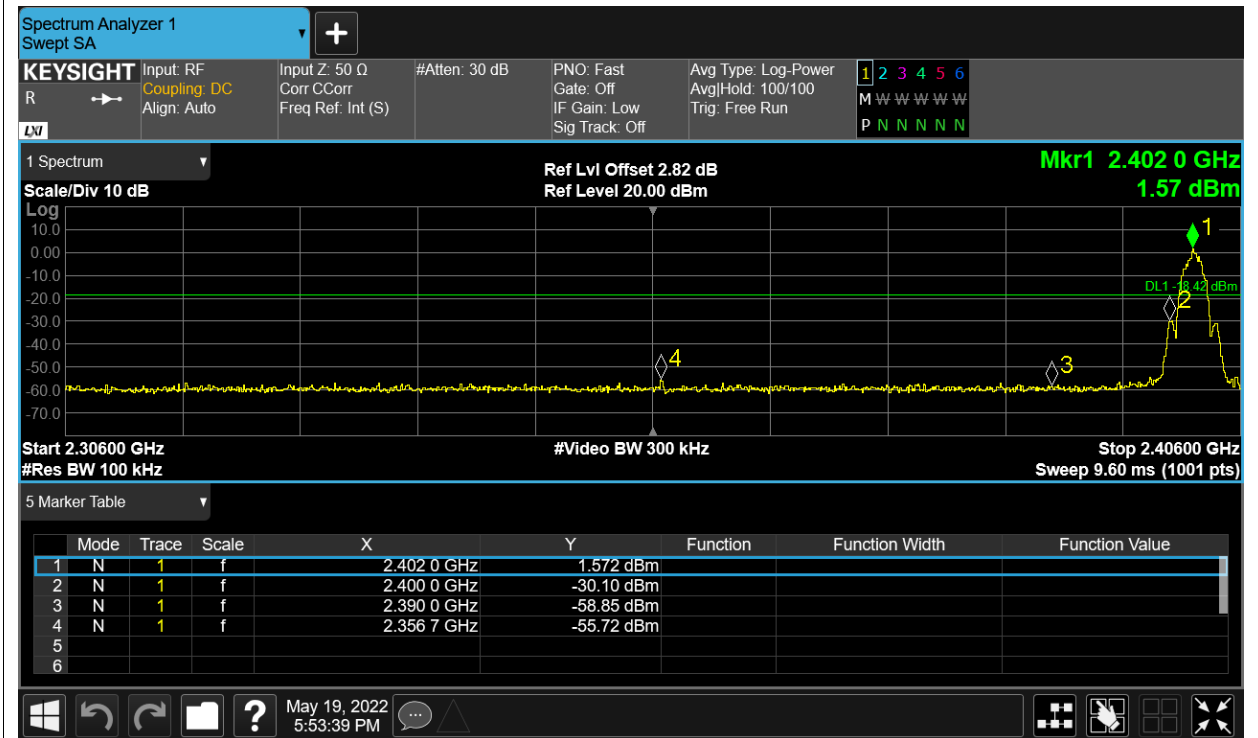 Spectrum Analyzer 1
Swept SA
+
KEYSIGHT Input: RF Input Z: 50 Ω #Atten: 30 dB PNO: Fast Avg Type: Log-Power 1 2 3 4 5 6
R Coupling: DC Corr CCorr Gate: Off Avg|Hold: 100/100 M W W W W W
Align: Auto Freq Ref: Int (S) IF Gain: Low Trig: Free Run
LXI Sig Track: Off P N N N N N
1 Spectrum
Ref Lvl Offset 2.82 dB Mkr1 2.402 0 GHz
Scale/Div 10 dB Ref Level 20.00 dBm 1.57 dBm
Log
10.0 1
0.00
-10.0
DL1 -18.42 dBm
-20.0 2
-30.0
-40.0
-50.0 4 3
-60.0
-70.0
Start 2.30600 GHz #Video BW 300 kHz Stop 2.40600 GHz
#Res BW 100 kHz Sweep 9.60 ms (1001 pts)
5 Marker Table
Mode Trace Scale X Y Function Function Width Function Value
1 N 1 f 2.402 0 GHz 1.572 dBm
2 N 1 f 2.400 0 GHz -30.10 dBm
3 N 1 f 2.390 0 GHz -58.85 dBm
4 N 1 f 2.356 7 GHz -55.72 dBm
5
6
? May 19, 2022
5:53:39 PM